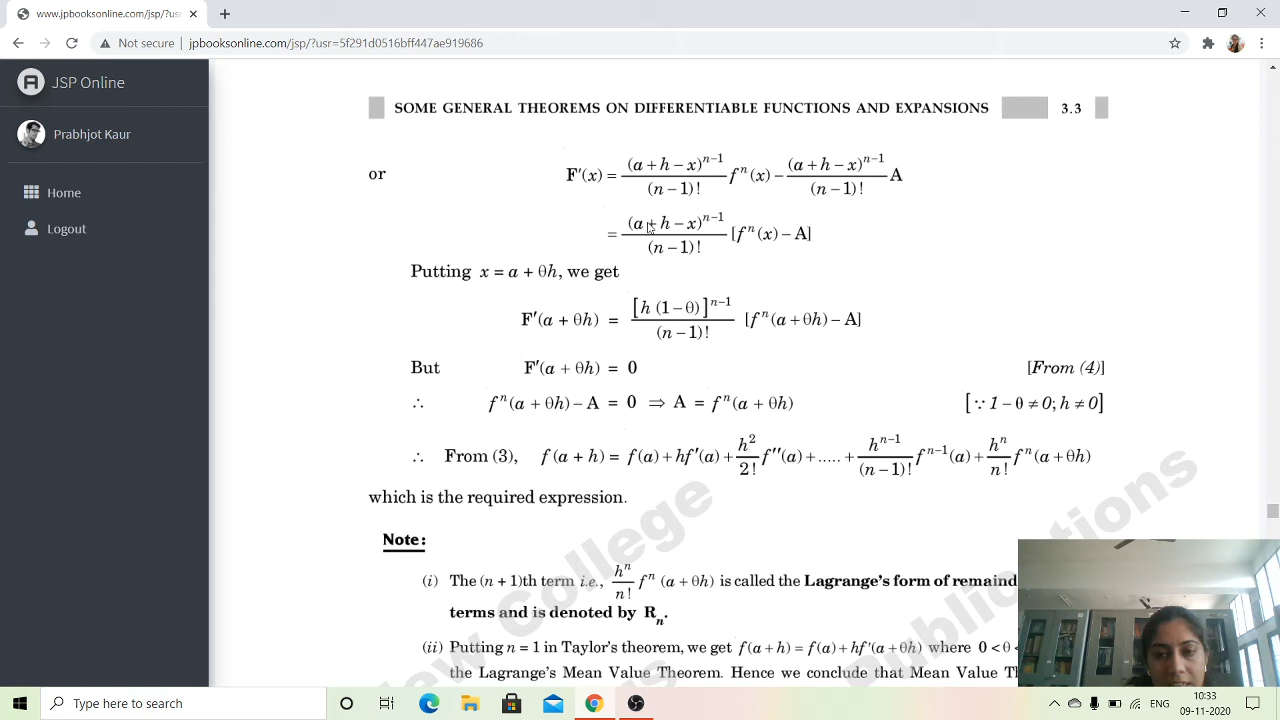 www.jpbooksonline.com/jsp/?us
Not secure | jpbooksonline.com/jsp/?usr=5f291d0516bff447ae919686
JSP Online
Prabhjot Kaur
Home
Logout
SOME GENERAL THEOREMS ON DIFFERENTIABLE FUNCTIONS AND EXPANSIONS 3.3
or F′(x) = (a + h − x)^{n−1}/(n − 1)! f^n (x) − (a + h − x)^{n−1}/(n − 1)! A
= (a + h − x)^{n−1}/(n − 1)! [f^n (x) − A]
Putting x = a + θh, we get
F′(a + θh) = [h (1 − θ)]^{n−1}/(n − 1)! [f^n (a + θh) − A]
But F′(a + θh) = 0 [From (4)]
∴ f^n (a + θh) − A = 0 ⇒ A = f^n (a + θh) [∵ 1 − θ ≠ 0; h ≠ 0]
∴ From (3), f (a + h) = f(a) + hf′(a) + h^2/2! f′′(a) + ..... + h^{n−1}/(n − 1)! f^{n−1}(a) + h^n/n! f^n (a + θh)
which is the required expression.
Note:
(i) The (n + 1)th term i.e., h^n/n! f^n (a + θh) is called the Lagrange's form of remain
terms and is denoted by R_n.
(ii) Putting n = 1 in Taylor's theorem, we get f(a + h) = f(a) + hf′(a + θh) where 0 < θ <
the Lagrange's Mean Value Theorem. Hence we conclude that Mean Value Th
ew College
Publications
Type here to search
ENG
10:33
09-11-2020